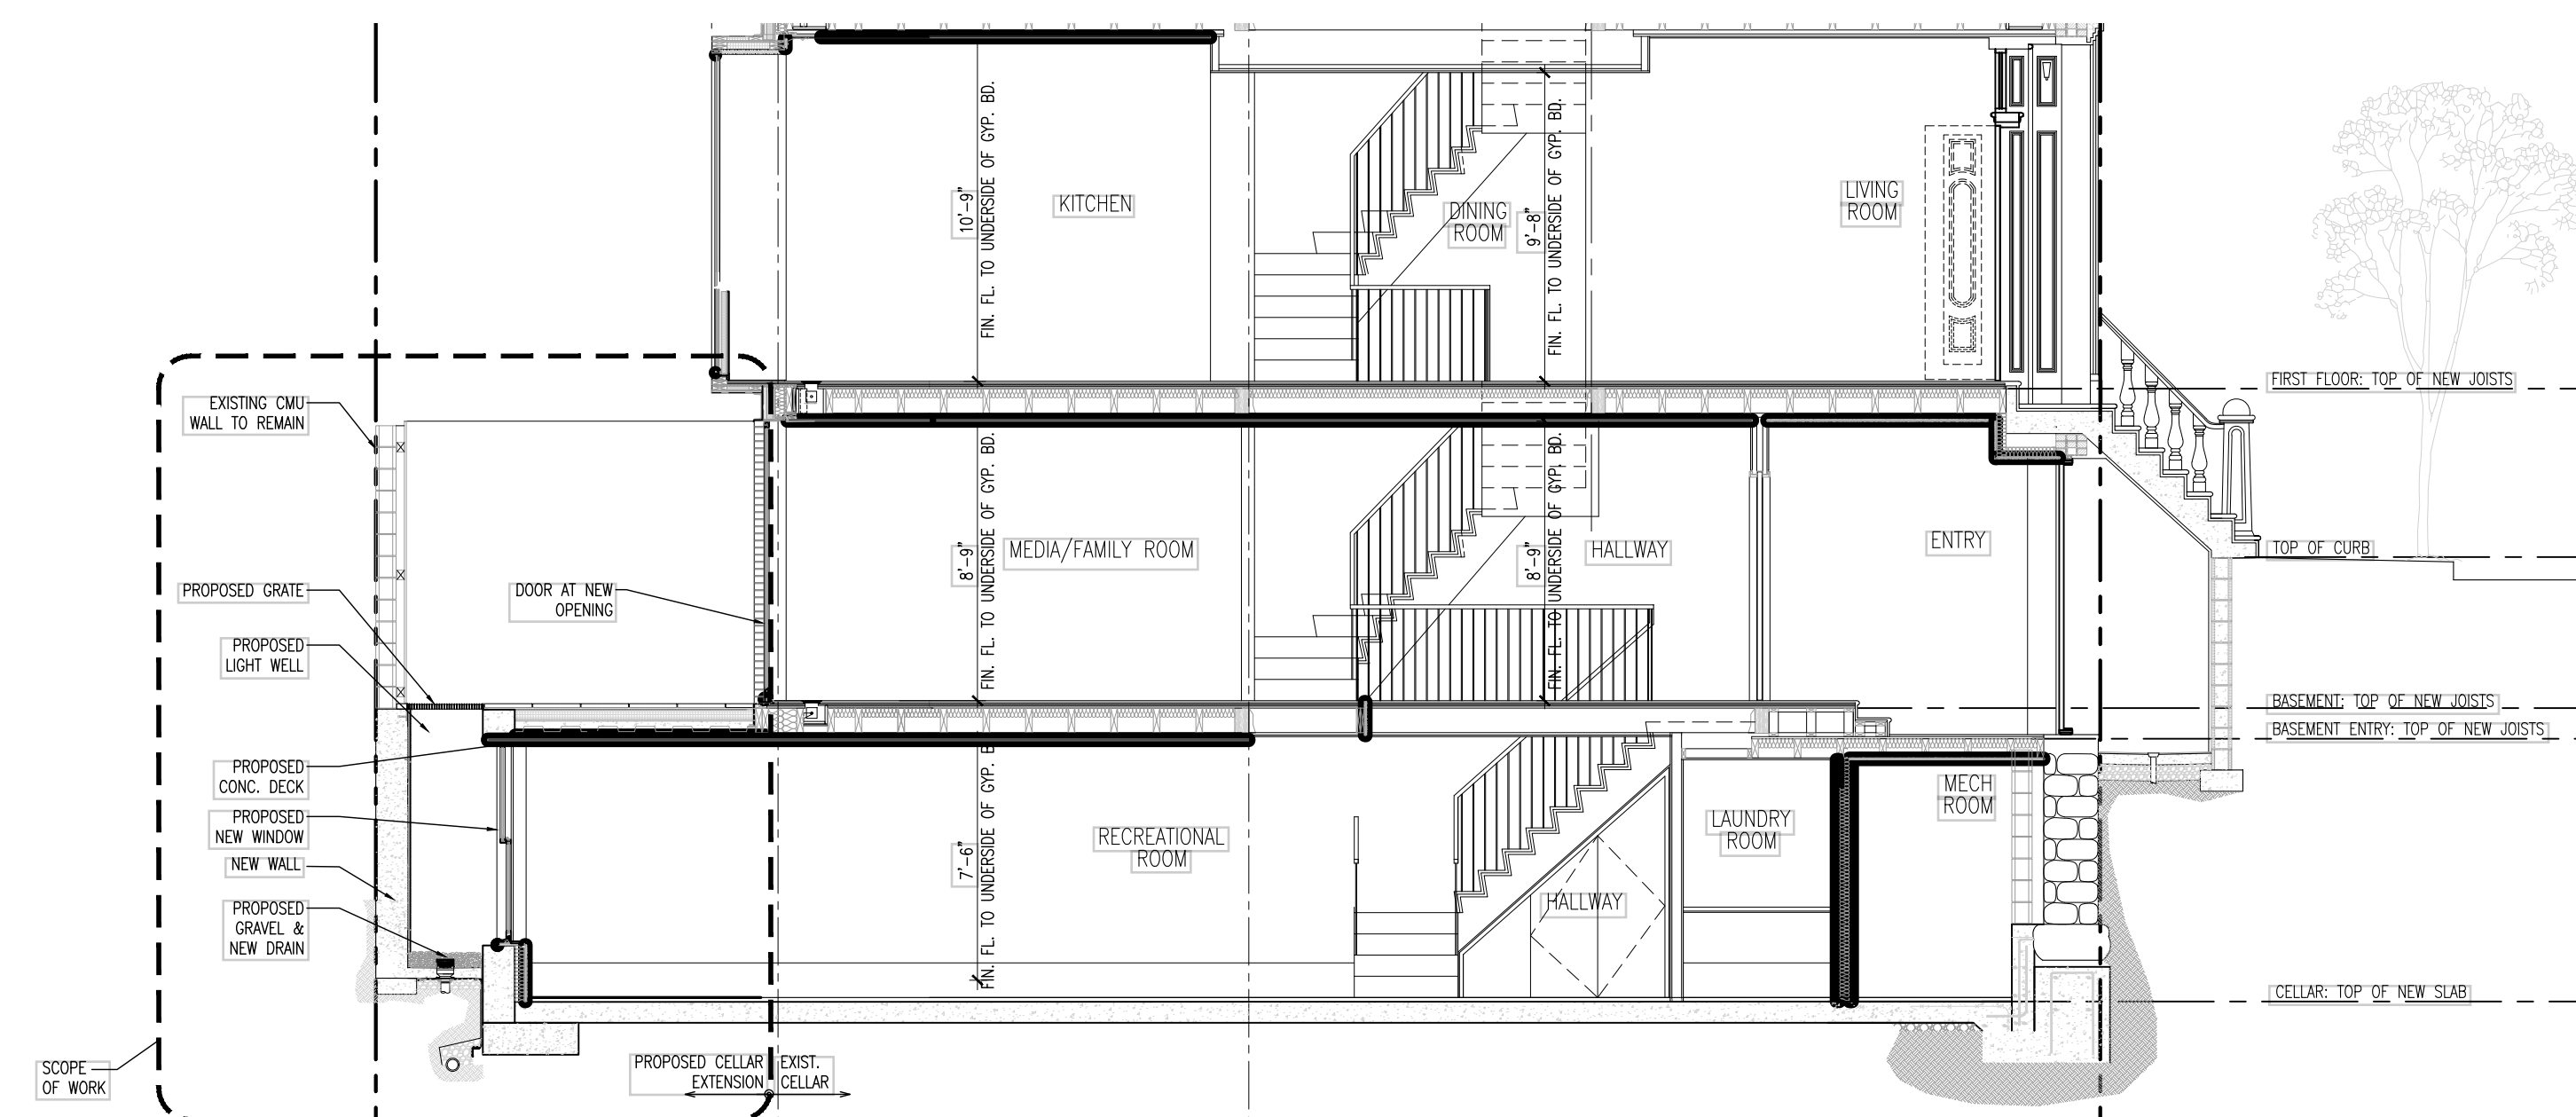 10'-9"
FIN. FL. TO UNDERSIDE OF GYP. BD.
KITCHEN
DINING
ROOM
9'-8"
FIN. FL. TO UNDERSIDE OF GYP. BD.
LIVING
ROOM
FIRST FLOOR: TOP OF NEW JOISTS
EXISTING CMU
WALL TO REMAIN
PROPOSED GRATE
DOOR AT NEW
OPENING
PROPOSED
LIGHT WELL
8'-9"
FIN. FL. TO UNDERSIDE OF GYP. BD.
MEDIA/FAMILY ROOM
8'-9"
FIN. FL. TO UNDERSIDE OF GYP. BD.
HALLWAY
ENTRY
TOP OF CURB
BASEMENT: TOP OF NEW JOISTS
BASEMENT ENTRY: TOP OF NEW JOISTS
PROPOSED
CONC. DECK
PROPOSED
NEW WINDOW
NEW WALL
PROPOSED
GRAVEL &
NEW DRAIN
7'-6"
FIN. FL. TO UNDERSIDE OF GYP. B
RECREATIONAL
ROOM
HALLWAY
LAUNDRY
ROOM
MECH
ROOM
CELLAR: TOP OF NEW SLAB
SCOPE
OF WORK
PROPOSED CELLAR
EXTENSION
EXIST.
CELLAR